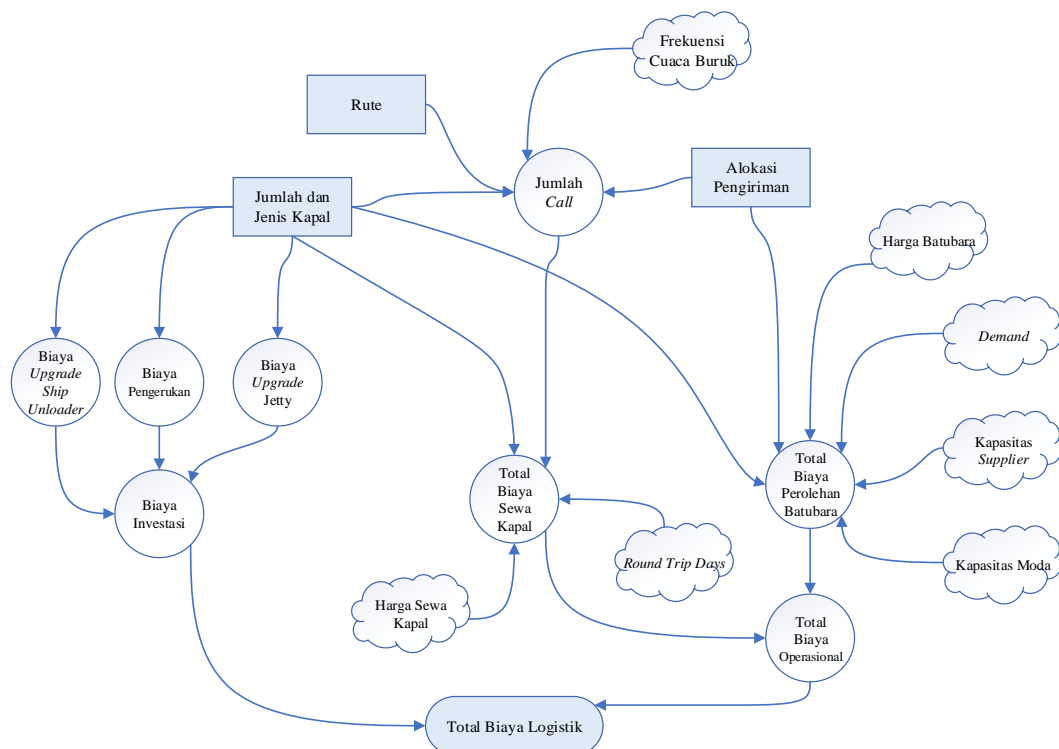 Frekuensi
Cuaca Buruk
Rute
Jumlah
Call
Alokasi
Pengiriman
Jumlah dan
Jenis Kapal
Harga Batubara
Demand
Biaya
Upgrade
Ship
Unloader
Biaya
Pengerukan
Biaya
Upgrade
Jetty
Kapasitas
Supplier
Total
Biaya
Sewa
Kapal
Total
Biaya
Perolehan
Batubara
Biaya
Investasi
Round Trip Days
Kapasitas Moda
Harga Sewa
Kapal
Total
Biaya
Operasional
Total Biaya Logistik